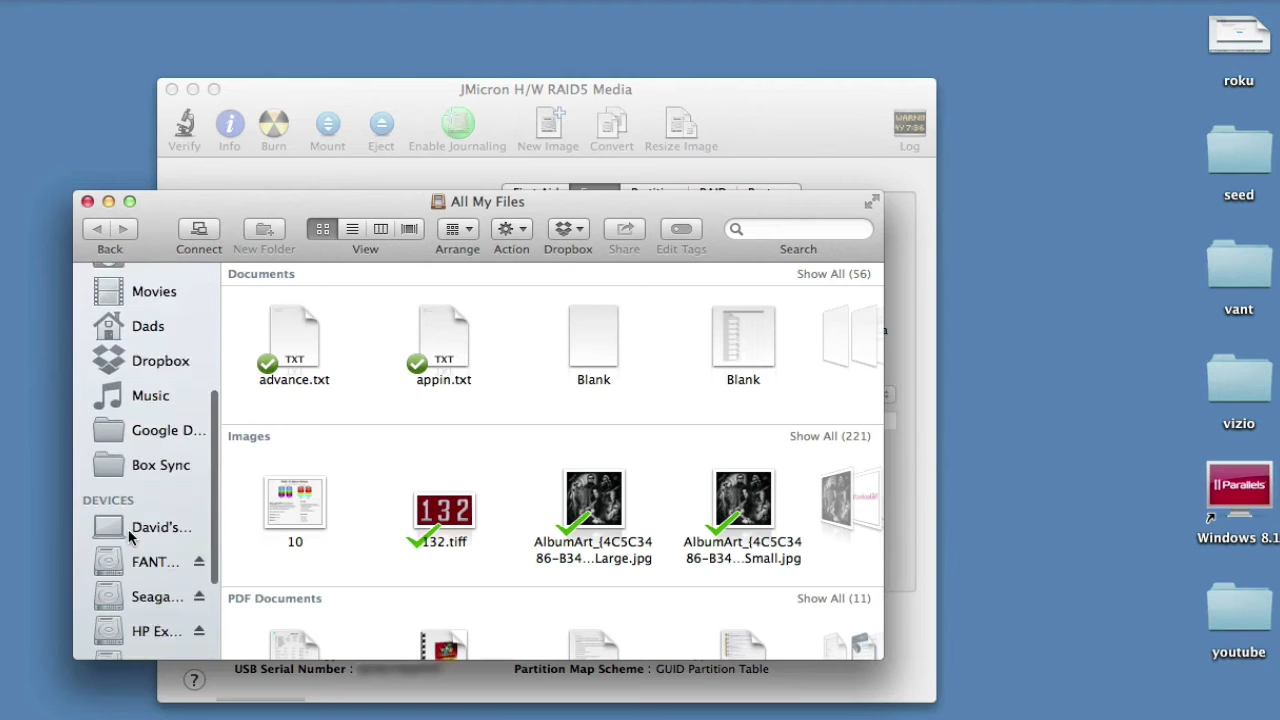 JMicron H/W RAID5 Media
Verify Info Burn Mount Eject Enable Journaling New Image Convert Resize Image Log
WARNIN
AY 7:36
All My Files
Back Connect New Folder View Arrange Action Dropbox Share Edit Tags Search
Movies
Dads
Dropbox
Music
Google D...
Box Sync
DEVICES
David's...
FANT...
Seaga...
HP Ex...
Documents Show All (56)
TXT TXT
advance.txt appin.txt Blank Blank
Images Show All (221)
132
10 132.tiff AlbumArt_{4C5C34 AlbumArt_{4C5C34
86-B34...Large.jpg 86-B34...Small.jpg
PDF Documents Show All (11)
USB Serial Number : Partition Map Scheme : GUID Partition Table
?
roku
seed
vant
vizio
Parallels
Windows 8.1
youtube